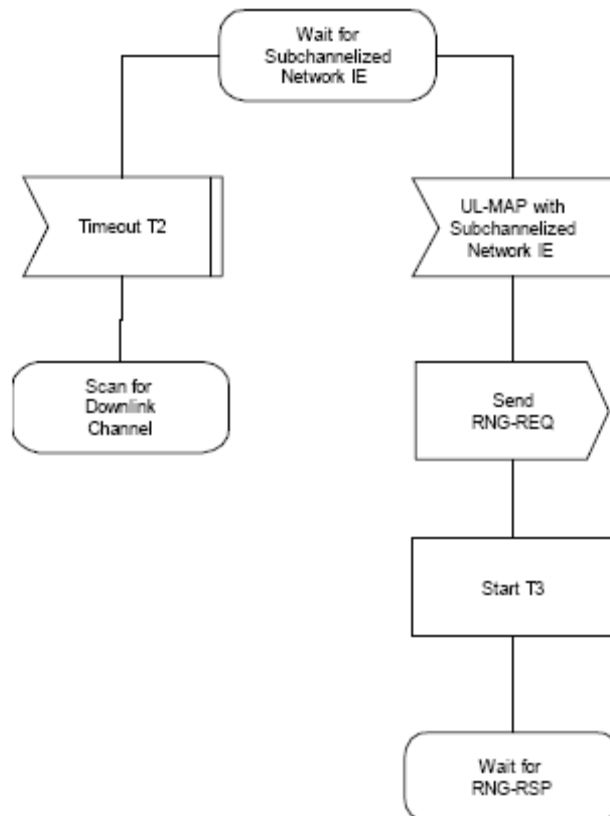 Wait for
Subchannelized
Network IE
Timeout T2
UL-MAP with
Subchannelized
Network IE
Scan for
Downlink
Channel
Send
RNG-REQ
Start T3
Wait for
RNG-RSP